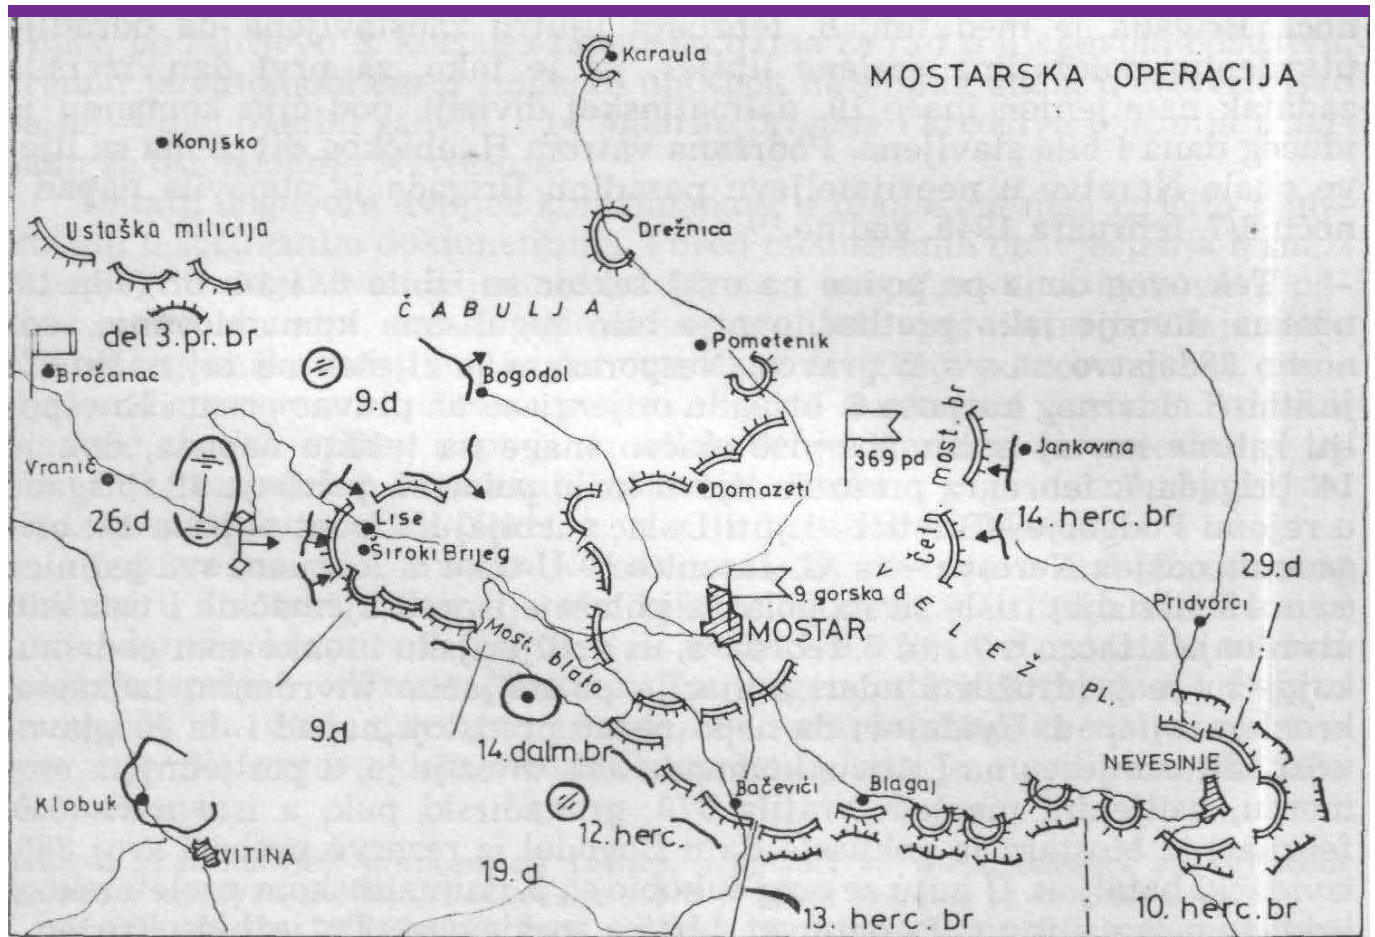 MOSTARSKA OPERACIJA
Karaula
Konjsko
Ustaška milicija
Drežnica
ČABULJA
del 3.pr. br
Bročanac
9.d
Bogodol
Pometenik
369 pd
Četn. most. br
Jankovna
14. herc. br
Vranič
26.d
Lise
Široki Brijeg
Domazeti
29.d
9 gorska d
MOSTAR
VELEŽ
PL.
Pridvorci
Most. blato
9.d
14. dalm. br
NEVESINJE
Klobuk
Bačevići
Blagaj
12 herc.
VITINA
19.d
13. herc. br
10. herc. br